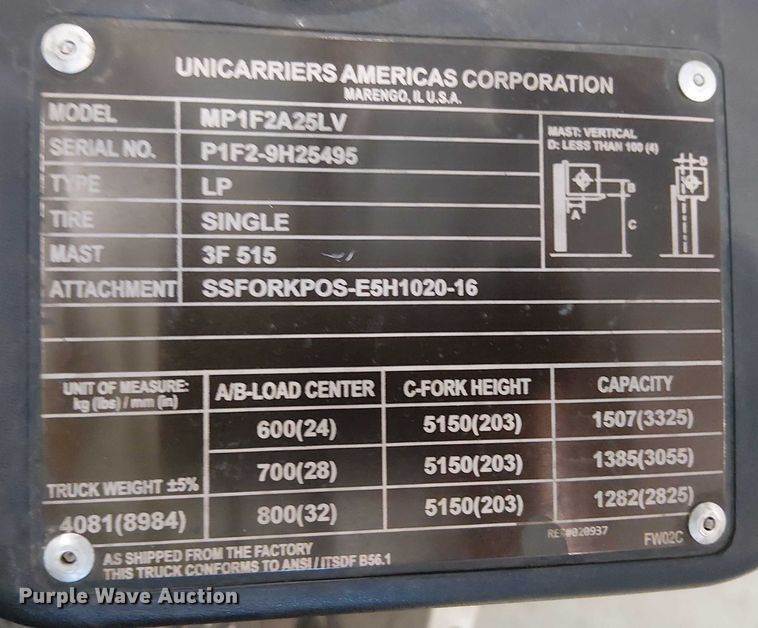 UNICARRIERS AMERICAS CORPORATION
MARENGO, IL U.S.A.
MODEL MP1F2A25LV
SERIAL NO. P1F2-9H25495
TYPE LP
TIRE SINGLE
MAST 3F 515
ATTACHMENT SSFORKPOS-E5H1020-16
MAST: VERTICAL
D: LESS THAN 100 (4)
D
B
A
C
UNIT OF MEASURE: A/B-LOAD CENTER C-FORK HEIGHT CAPACITY
kg (lbs) / mm (in)
600(24) 5150(203) 1507(3325)
700(28) 5150(203) 1385(3055)
TRUCK WEIGHT ±5%
4081(8984) 800(32) 5150(203) 1282(2825)
AS SHIPPED FROM THE FACTORY
THIS TRUCK CONFORMS TO ANSI / ITSDF B56.1
FW02C
Purple Wave Auction